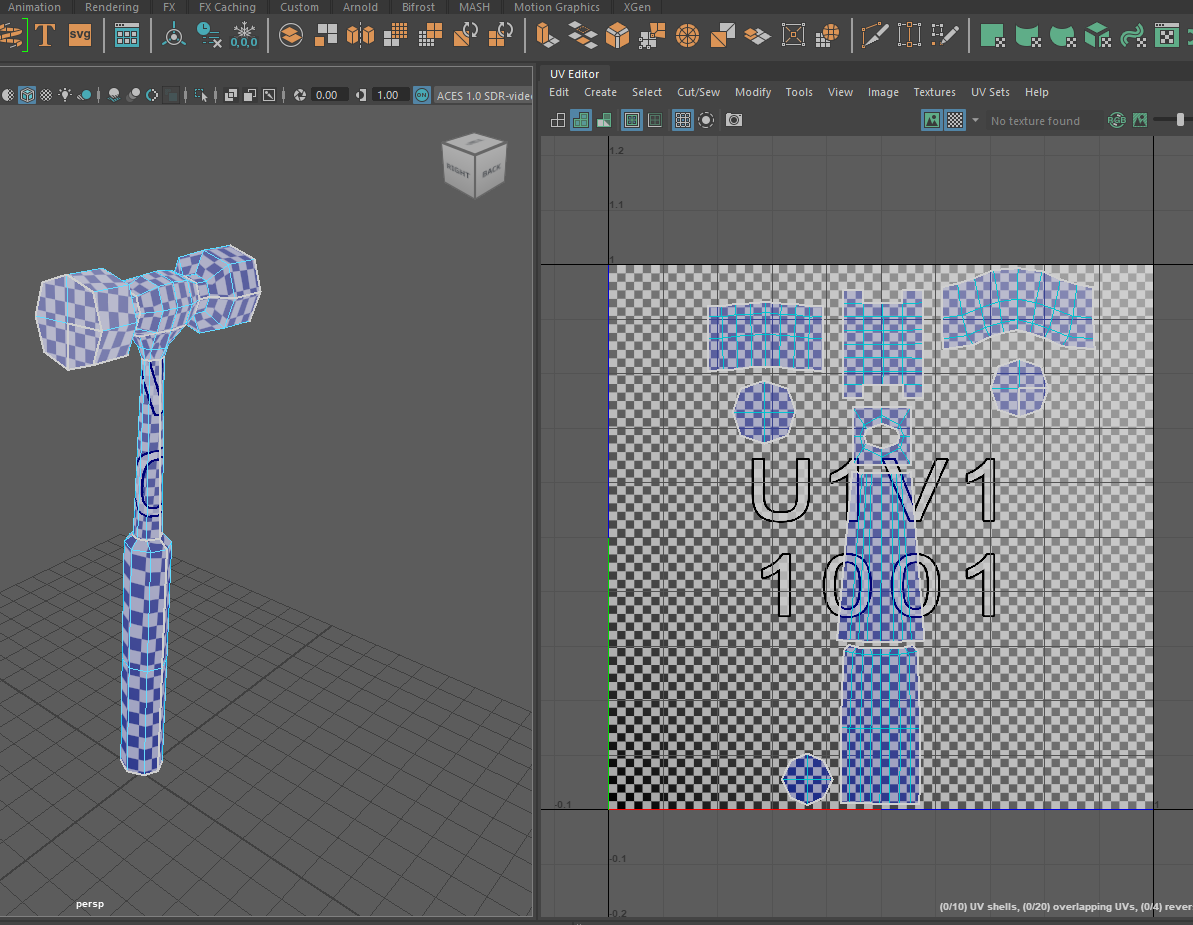 Animation Rendering FX FX Caching Custom Arnold Bifrost MASH Motion Graphics XGen
T svg 0,0,0
0.00 1.00 ON ACES 1.0 SDR-video
RIGHT BACK
persp
UV Editor
Edit Create Select Cut/Sew Modify Tools View Image Textures UV Sets Help
No texture found RGB
1.2
1.1
1
U1V1
1001
-0.1 1
-0.1
-0.2
(0/10) UV shells, (0/20) overlapping UVs, (0/4) rever